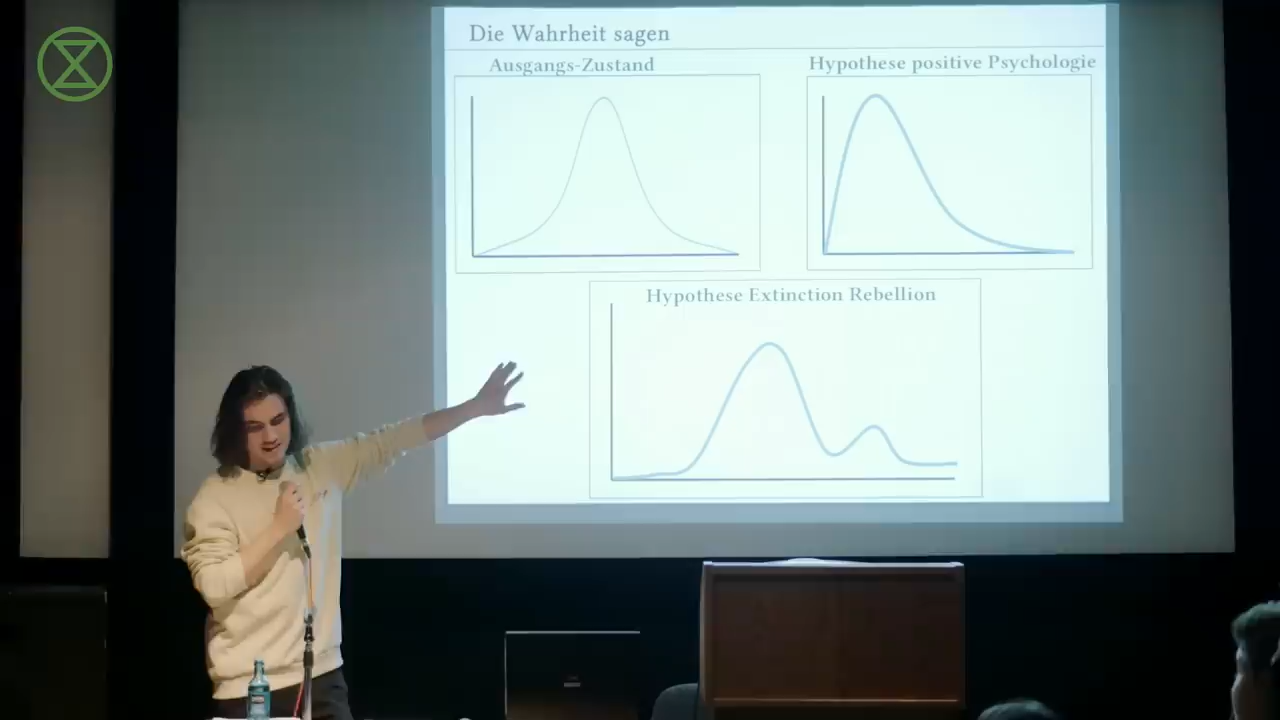 Die Wahrheit sagen
Ausgangs-Zustand
Hypothese positive Psychologie
Hypothese Extinction Rebellion